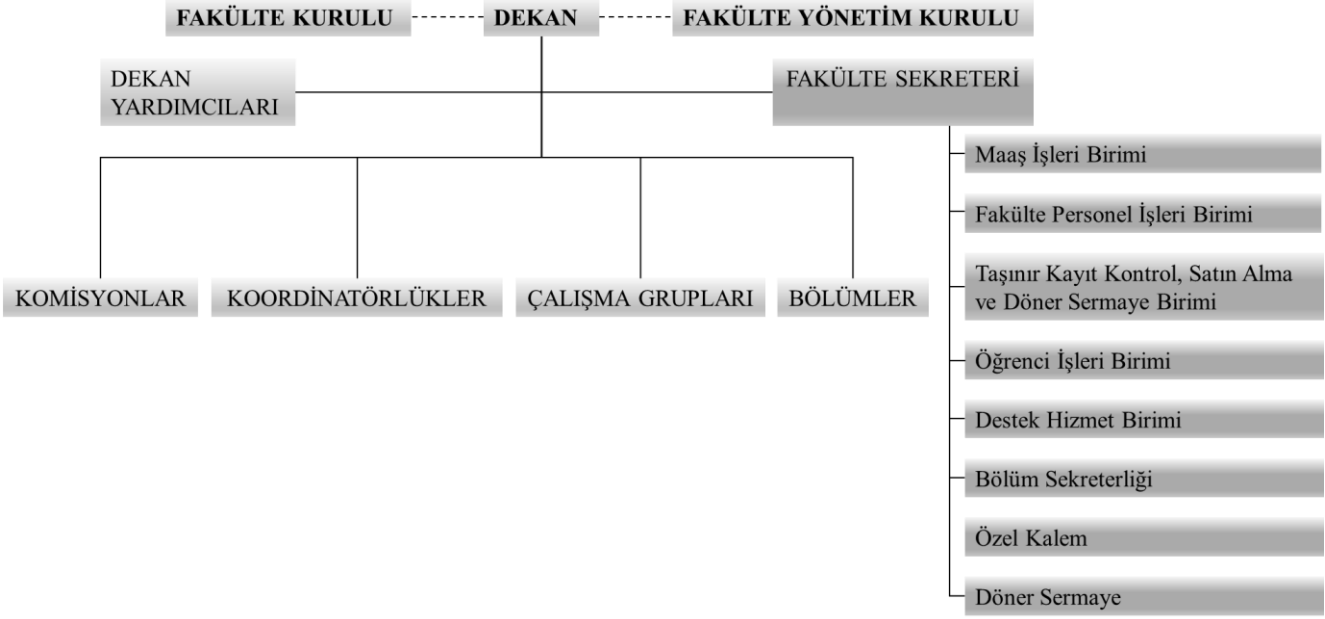 FAKÜLTE KURULU
DEKAN
FAKÜLTE YÖNETİM KURULU
DEKAN
YARDIMCILARI
FAKÜLTE SEKRETERİ
Maaş İşleri Birimi
Fakülte Personel İşleri Birimi
Taşınır Kayıt Kontrol, Satın Alma
ve Döner Sermaye Birimi
Öğrenci İşleri Birimi
Destek Hizmet Birimi
Bölüm Sekreterliği
Özel Kalem
Döner Sermaye
KOMİSYONLAR
KOORDİNATÖRLÜKLER
ÇALIŞMA GRUPLARI
BÖLÜMLER